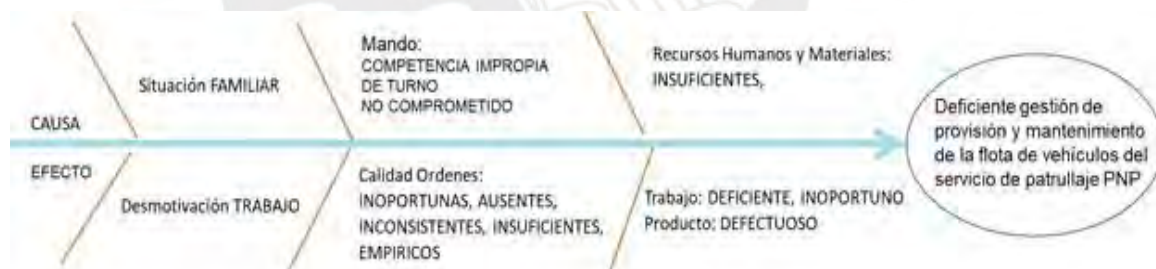 CAUSA
EFECTO
Situación FAMILIAR
Desmotivación TRABAJO
Mando:
COMPETENCIA IMPROPIA
DE TURNO
NO COMPROMETIDO
Calidad Ordenes:
INOPORTUNAS, AUSENTES,
INCONSISTENTES, INSUFICIENTES,
EMPIRICOS
Recursos Humanos y Materiales:
INSUFICIENTES,
Trabajo: DEFICIENTE, INOPORTUNO
Producto: DEFECTUOSO
Deficiente gestión de
provisión y mantenimiento
de la flota de vehículos del
servicio de patrullaje PNP